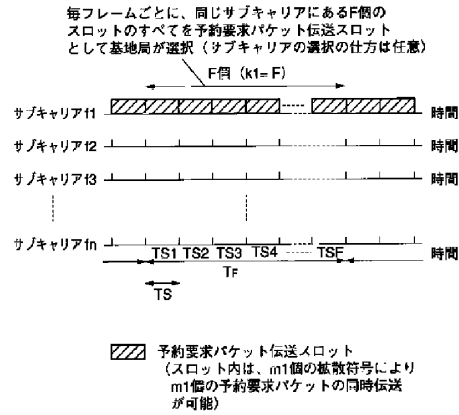 毎フレームごとに、同じサブキャリアにあるF個の
スロットのすべてを予約要求パケット伝送スロット
として基地局が選択（サブキャリアの選択の仕方は任意）
F個（k1= F）
サブキャリアf1 時間
サブキャリアf2 時間
サブキャリアf3 時間
サブキャリアfn 時間
TS1 TS2 TS3 TS4 TSF
TF
TS
予約要求パケット伝送スロット
（スロット内は、m1個の拡散符号により
m1個の予約要求パケットの同時伝送
が可能）